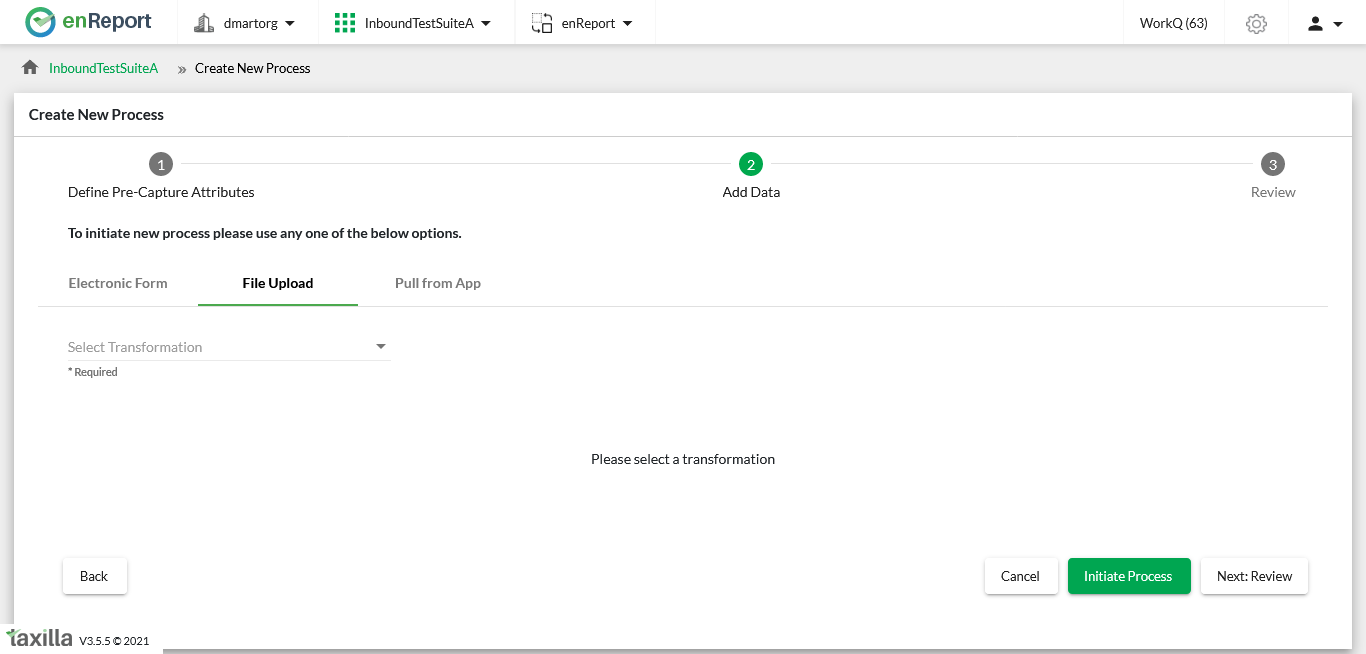 enReport dmartorg InboundTestSuiteA enReport WorkQ (63)
InboundTestSuiteA » Create New Process
Create New Process
1 2 3
Define Pre-Capture Attributes Add Data Review
To initiate new process please use any one of the below options.
Electronic Form File Upload Pull from App
Select Transformation
* Required
Please select a transformation
Back Cancel Initiate Process Next: Review
taxilla V3.5.5 © 2021